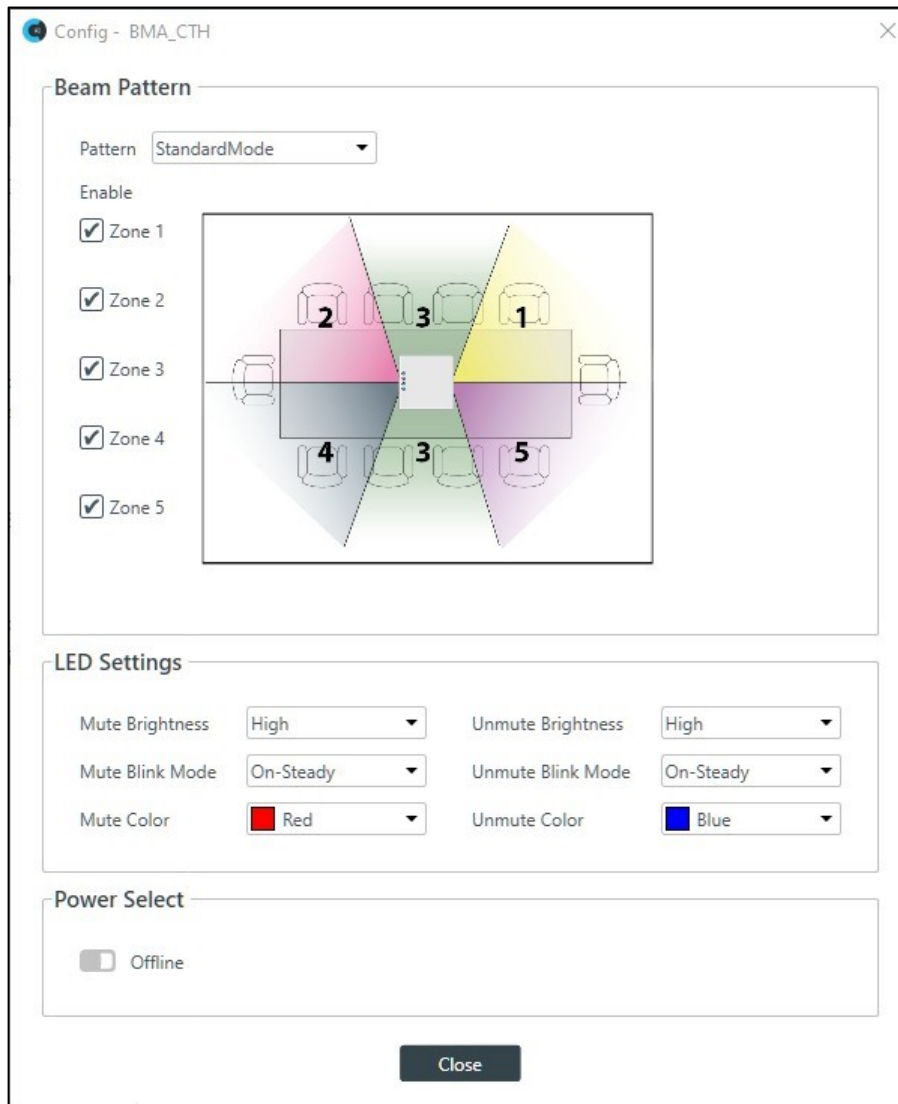 Config - BMA_CTH
Beam Pattern
Pattern StandardMode
Enable
Zone 1
Zone 2
Zone 3
Zone 4
Zone 5
2 3 1
4 3 5
LED Settings
Mute Brightness High Unmute Brightness High
Mute Blink Mode On-Steady Unmute Blink Mode On-Steady
Mute Color Red Unmute Color Blue
Power Select
Offline
Close